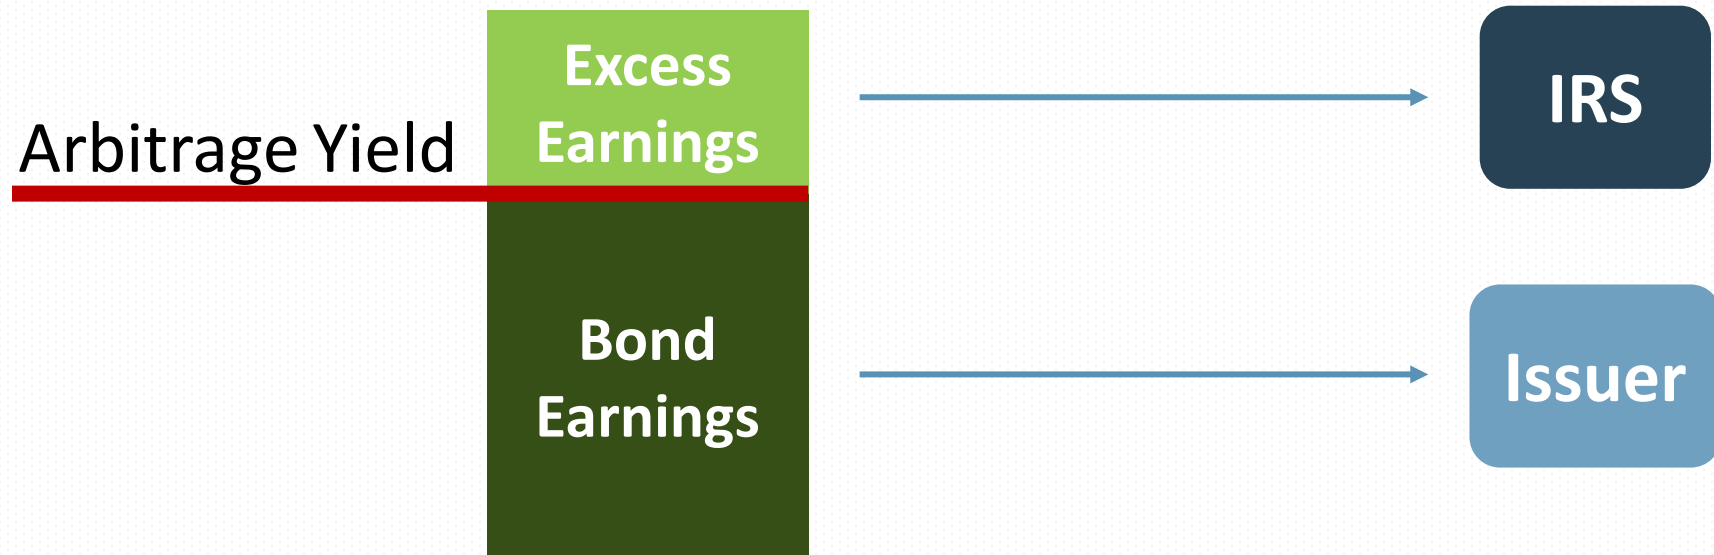 Excess
Earnings
IRS
Arbitrage Yield
Bond
Earnings
Issuer